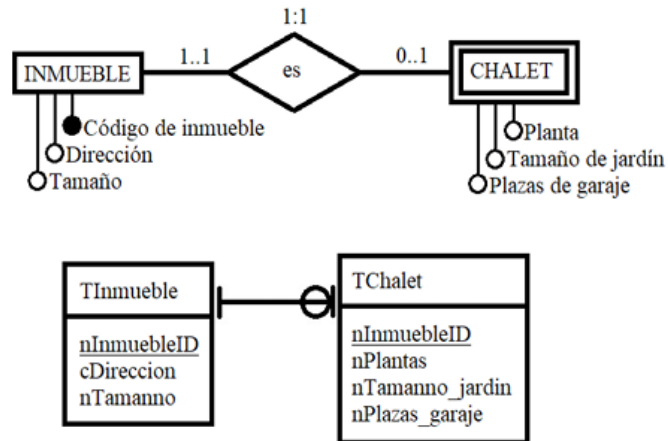 1:1
INMUEBLE 1..1 es 0..1 CHALET
Código de inmueble
Dirección
Tamaño
Planta
Tamaño de jardín
Plazas de garaje
TInmueble
nInmuebleID
cDireccion
nTamanno
TChalet
nInmuebleID
nPlantas
nTamanno_jardin
nPlazas_garaje